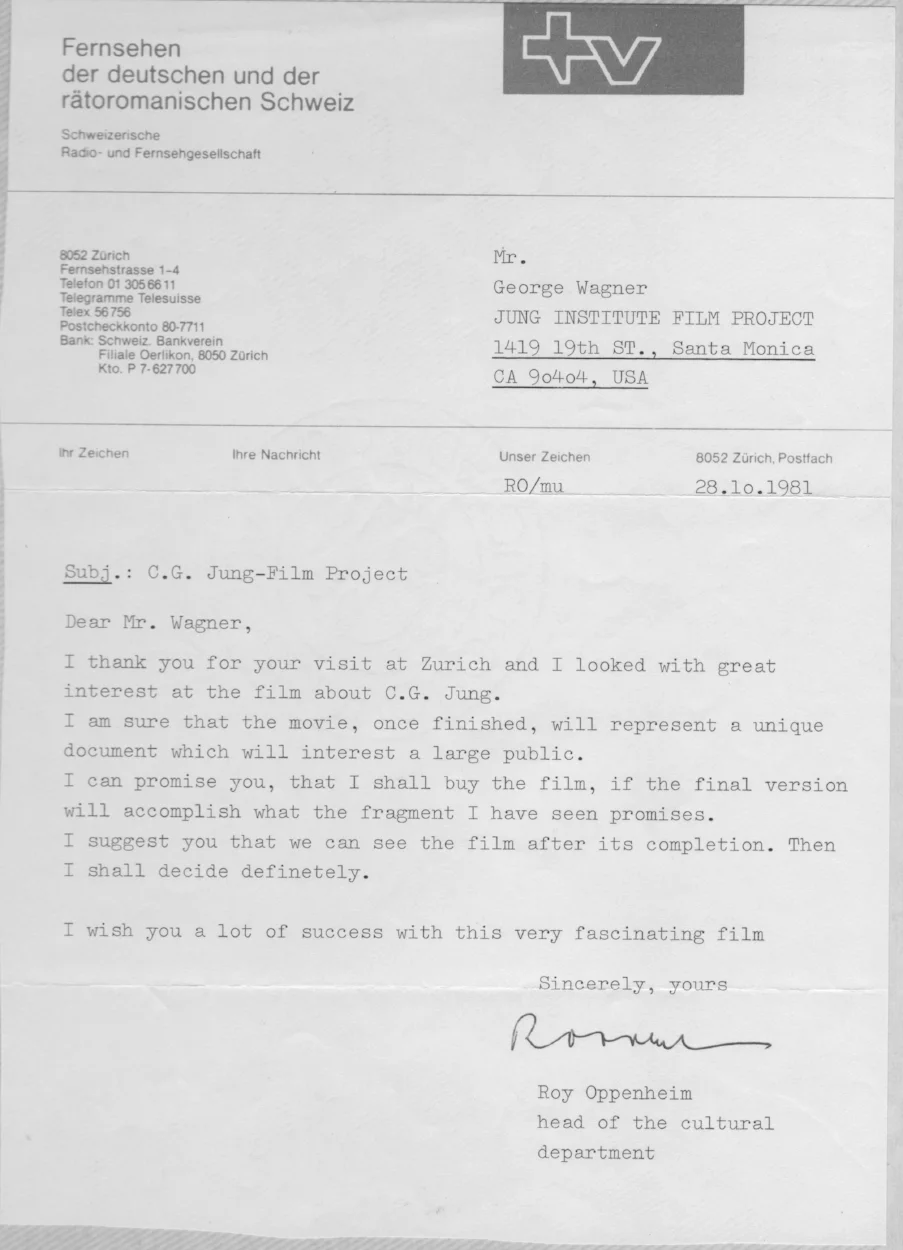 Fernsehen
der deutschen und der
rätoromanischen Schweiz
Schweizerische
Radio- und Fernsehgesellschaft
+v
8052 Zürich
Fernsehstrasse 1-4
Telefon 01 305 66 11
Telegramme Telesuisse
Telex 56 756
Postcheckkonto 80-7711
Bank: Schweiz. Bankverein
Filiale Oerlikon, 8050 Zürich
Kto. P 7-627 700
Mr.
George Wagner
JUNG INSTITUTE FILM PROJECT
1419 19th ST., Santa Monica
CA 9o4o4, USA
Ihr Zeichen
Ihre Nachricht
Unser Zeichen
8052 Zürich, Postfach
RO/mu
28.1o.1981
Subj.: C.G. Jung-Film Project
Dear Mr. Wagner,
I thank you for your visit at Zurich and I looked with great
interest at the film about C.G. Jung.
I am sure that the movie, once finished, will represent a unique
document which will interest a large public.
I can promise you, that I shall buy the film, if the final version
will accomplish what the fragment I have seen promises.
I suggest you that we can see the film after its completion. Then
I shall decide definetely.
I wish you a lot of success with this very fascinating film
Sincerely, yours
Roy Oppenheim
head of the cultural
department